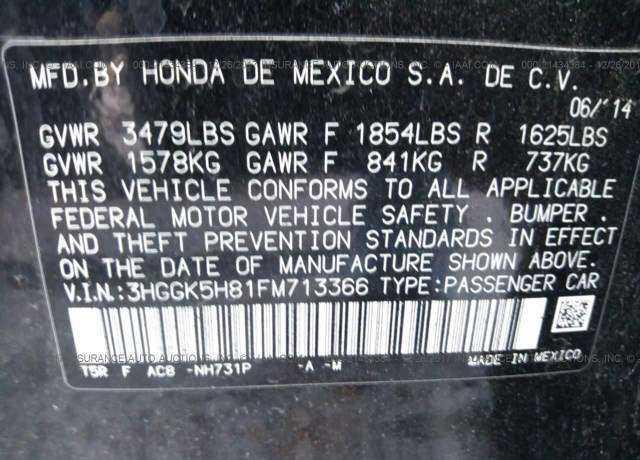 MFD.BY HONDA DE MEXICO S.A. DE C.V.
06/'14
GVWR 3479LBS GAWR F 1854LBS R 1625LBS
GVWR 1578KG GAWR F 841KG R 737KG
THIS VEHICLE CONFORMS TO ALL APPLICABLE
FEDERAL MOTOR VEHICLE SAFETY . BUMPER .
AND THEFT PREVENTION STANDARDS IN EFFECT
ON THE DATE OF MANUFACTURE SHOWN ABOVE.
V.I.N.:3HGGK5H81FM713366 TYPE:PASSENGER CAR
T5R F AC8 -NH731P -A -M MADE IN MEXICO